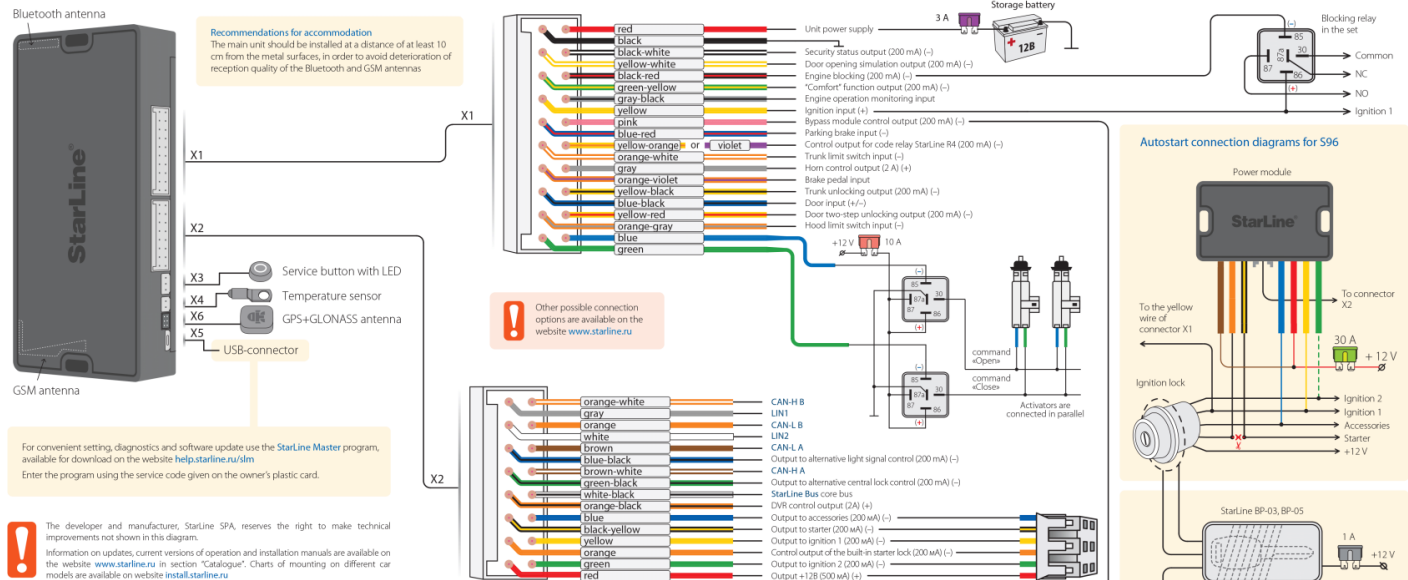 Bluetooth antenna
StarLine®
GSM antenna
Recommendations for accommodation
The main unit should be installed at a distance of at least 10
cm from the metal surfaces, in order to avoid deterioration of
reception quality of the Bluetooth and GSM antennas
X1
X2
X3
Service button with LED
X4
Temperature sensor
X6
GPS+GLONASS antenna
X5
USB-connector
For convenient setting, diagnostics and software update use the StarLine Master program,
available for download on the website help.starline.ru/slm
Enter the program using the service code given on the owner's plastic card.
The developer and manufacturer, StarLine SPA, reserves the right to make technical
improvements not shown in this diagram.
Information on updates, current versions of operation and installation manuals are available on
the website www.starline.ru in section "Catalogue". Charts of mounting on different car
models are available on website install.starline.ru
X1
red Unit power supply
black
black-white Security status output (200 mA) (–)
yellow-white Door opening simulation output (200 mA) (–)
black-red Engine blocking (200 mA) (–)
green-yellow "Comfort" function output (200 mA) (–)
gray-black Engine operation monitoring input
yellow Ignition input (+)
pink Bypass module control output (200 mA) (–)
blue-red Parking brake input (–)
yellow-orange or violet Control output for code relay StarLine R4 (200 mA) (–)
orange-white Trunk limit switch input (–)
gray Horn control output (2 A) (+)
orange-violet Brake pedal input
yellow-black Trunk unlocking output (200 mA) (–)
blue-black Door input (+/–)
yellow-red Door two-step unlocking output (200 mA) (–)
orange-gray Hood limit switch input (–)
blue
green
3 A
Storage battery
12B
Blocking relay
in the set
(–)
85
87a
30
87
86
(+)
Common
NC
NO
Ignition 1
Other possible connection
options are available on the
website www.starline.ru
+12 V
10 A
(–)
85
30
87a
87
86
(+)
(–)
85
30
87a
87
86
(+)
command
«Open»
command
«Close»
Activators are
connected in parallel
X2
orange-white CAN-H B
gray LIN1
orange CAN-L B
white LIN2
brown CAN-L A
blue-black Output to alternative light signal control (200 mA) (–)
brown-white CAN-H A
green-black Output to alternative central lock control (200 mA) (–)
white-black StarLine Bus core bus
orange-black DVR control output (2A) (+)
blue Output to accessories (200 мА) (–)
black-yellow Output to starter (200 мА) (–)
yellow Output to ignition 1 (200 мА) (–)
orange Control output of the built-in starter lock (200 мА) (–)
green Output to ignition 2 (200 мА) (–)
red Output +12В (500 мА) (+)
Autostart connection diagrams for S96
Power module
StarLine®
To connector
X2
To the yellow
wire of
connector X1
30 A
+ 12 V
Ignition lock
Ignition 2
Ignition 1
Accessories
Starter
+12 V
StarLine BP-03, BP-05
1 A
+12 V